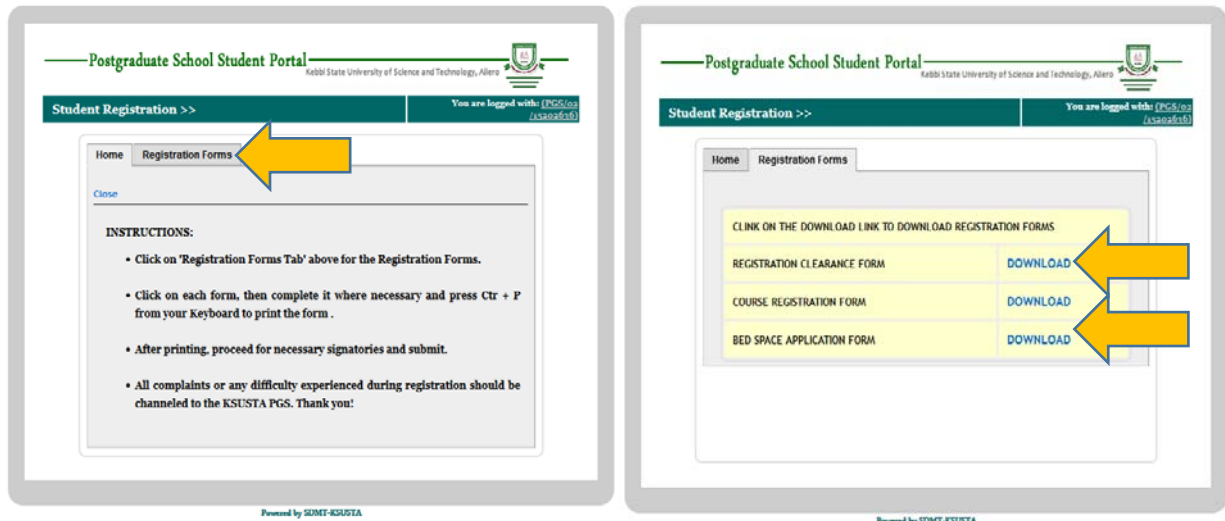 Postgraduate School Student Portal
Kebbi State University of Science and Technology, Aliero
Student Registration >>
You are logged with: (PGS/02
/15202616)
Home
Registration Forms
Close
INSTRUCTIONS:
• Click on 'Registration Forms Tab' above for the Registration Forms.
• Click on each form, then complete it where necessary and press Ctr + P
from your Keyboard to print the form .
• After printing, proceed for necessary signatories and submit.
• All complaints or any difficulty experienced during registration should be
channeled to the KSUSTA PGS. Thank you!
Powered by SDMT-KSUSTA
Postgraduate School Student Portal
Kebbi State University of Science and Technology, Aliero
Student Registration >>
You are logged with: (PGS/02
/15202616)
Home
Registration Forms
CLINK ON THE DOWNLOAD LINK TO DOWNLOAD REGISTRATION FORMS
REGISTRATION CLEARANCE FORM
DOWNLOAD
COURSE REGISTRATION FORM
DOWNLOAD
BED SPACE APPLICATION FORM
DOWNLOAD
Powered by SDMT-KSUSTA